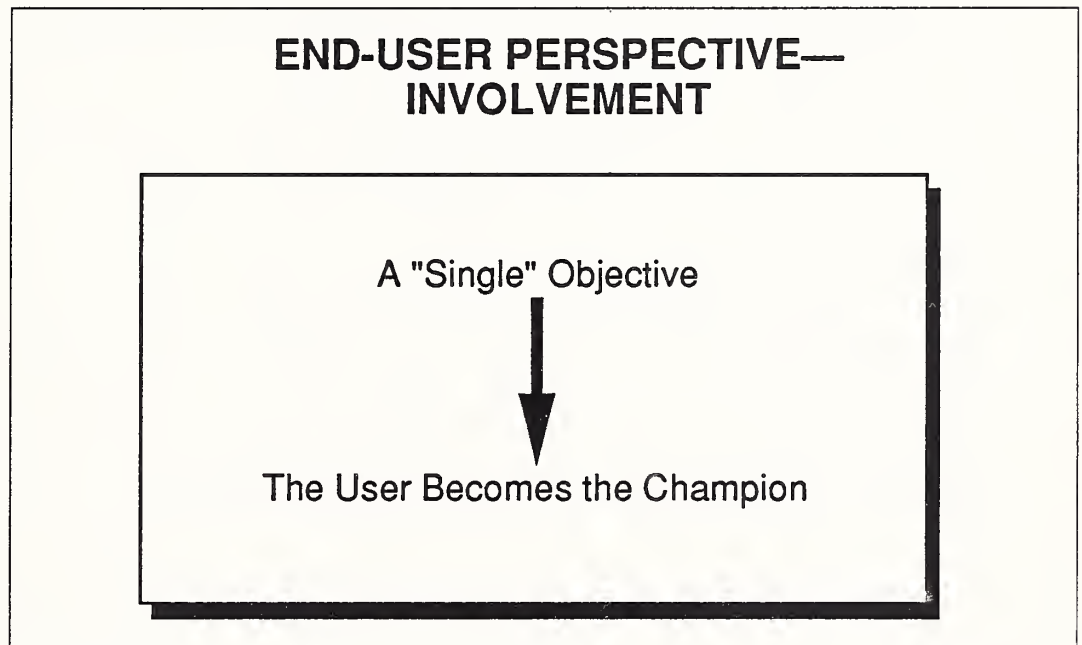 END-USER PERSPECTIVE—
INVOLVEMENT
A "Single" Objective
The User Becomes the Champion